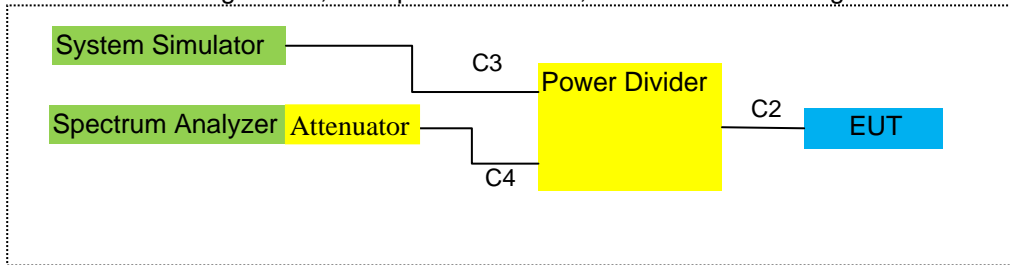 System Simulator
C3
Power Divider
C2
Spectrum Analyzer Attenuator
EUT
C4